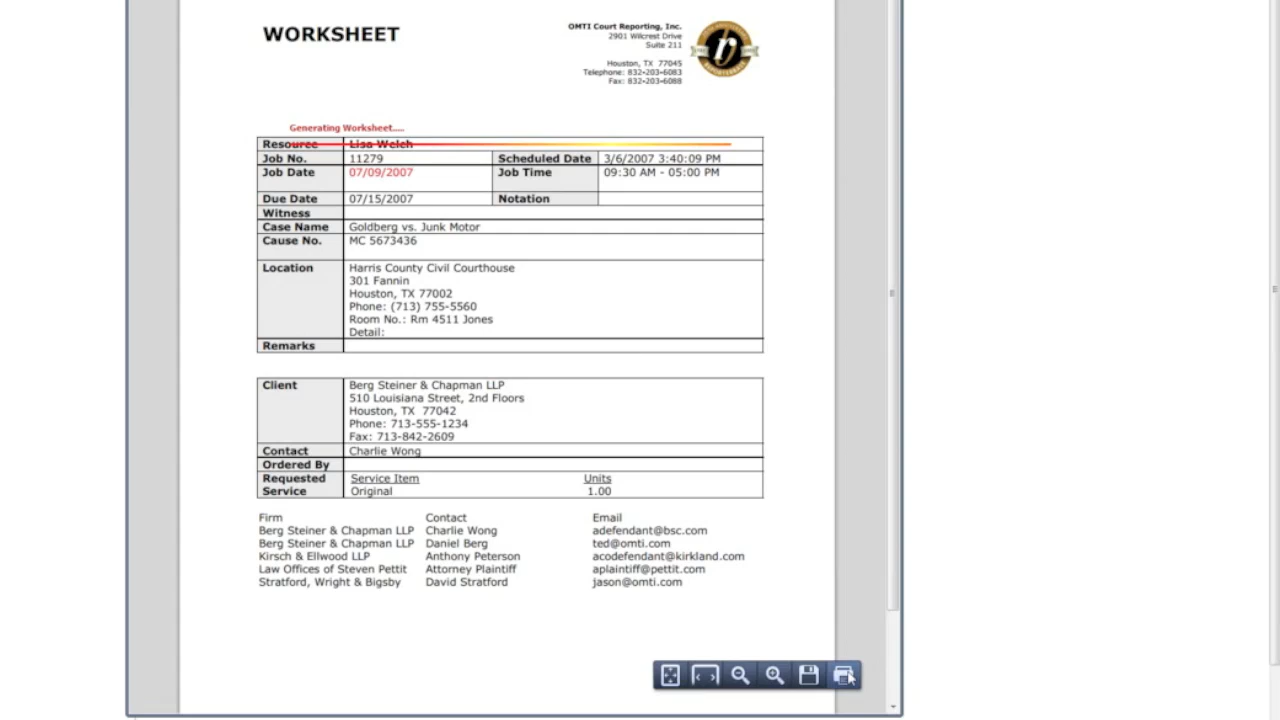 WORKSHEET
OMTI Court Reporting, Inc.
2901 Wilcrest Drive
Suite 211
Houston, TX 77045
Telephone: 832-203-6083
Fax: 832-203-6088
r
Generating Worksheet.....
Resource Lisa Welch
Job No. 11279 Scheduled Date 3/6/2007 3:40:09 PM
Job Date 07/09/2007 Job Time 09:30 AM - 05:00 PM
Due Date 07/15/2007 Notation
Witness
Case Name Goldberg vs. Junk Motor
Cause No. MC 5673436
Location Harris County Civil Courthouse
301 Fannin
Houston, TX 77002
Phone: (713) 755-5560
Room No.: Rm 4511 Jones
Detail:
Remarks
Client Berg Steiner & Chapman LLP
510 Louisiana Street, 2nd Floors
Houston, TX 77042
Phone: 713-555-1234
Fax: 713-842-2609
Contact Charlie Wong
Ordered By
Requested Service Item Units
Service Original 1.00
Firm Contact Email
Berg Steiner & Chapman LLP Charlie Wong adefendant@bsc.com
Berg Steiner & Chapman LLP Daniel Berg ted@omti.com
Kirsch & Ellwood LLP Anthony Peterson acodefendant@kirkland.com
Law Offices of Steven Pettit Attorney Plaintiff aplaintiff@pettit.com
Stratford, Wright & Bigsby David Stratford jason@omti.com